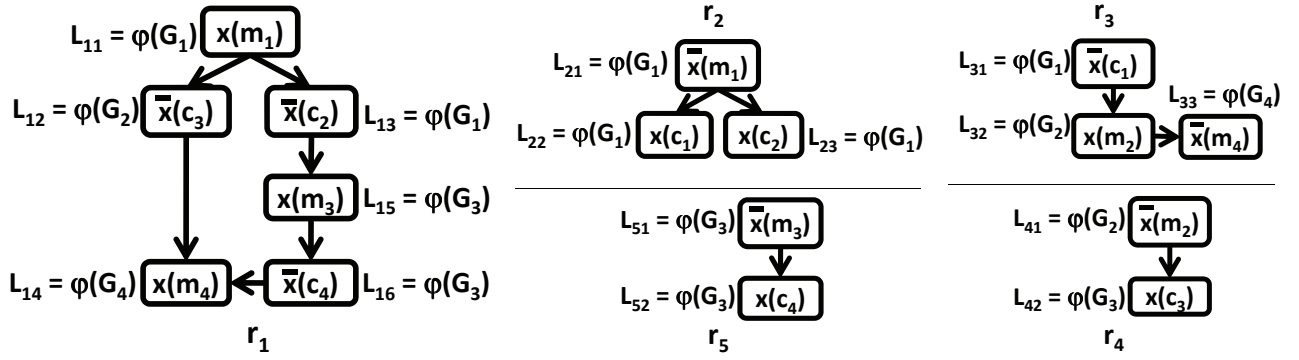 L₁₁ = φ(G₁) x(m₁)
L₁₂ = φ(G₂) x̄(c₃) x̄(c₂) L₁₃ = φ(G₁)
x(m₃) L₁₅ = φ(G₃)
L₁₄ = φ(G₄) x(m₄) x̄(c₄) L₁₆ = φ(G₃)
r₁
r₂
L₂₁ = φ(G₁) x̄(m₁)
L₂₂ = φ(G₁) x(c₁) x(c₂) L₂₃ = φ(G₁)
r₃
L₃₁ = φ(G₁) x̄(c₁)
L₃₃ = φ(G₄)
L₃₂ = φ(G₂) x(m₂) x̄(m₄)
L₅₁ = φ(G₃) x̄(m₃)
L₅₂ = φ(G₃) x(c₄)
r₅
L₄₁ = φ(G₂) x̄(m₂)
L₄₂ = φ(G₃) x(c₃)
r₄